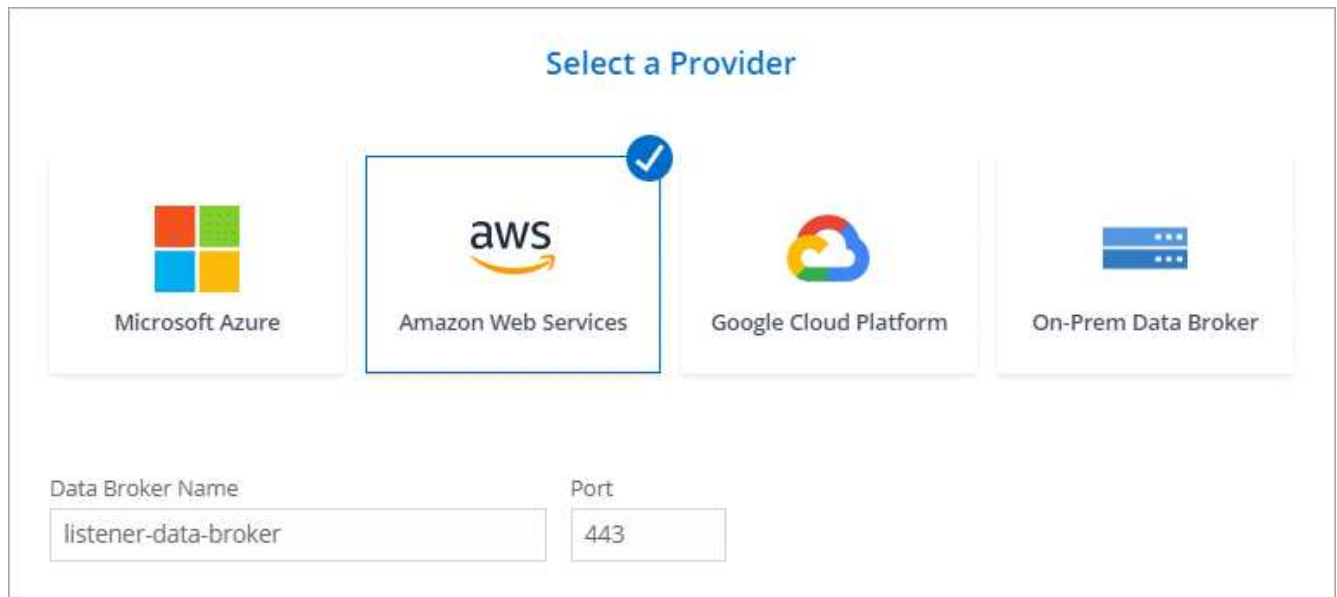 Select a Provider
aws
Microsoft Azure
Amazon Web Services
Google Cloud Platform
On-Prem Data Broker
Data Broker Name
Port
listener-data-broker
443